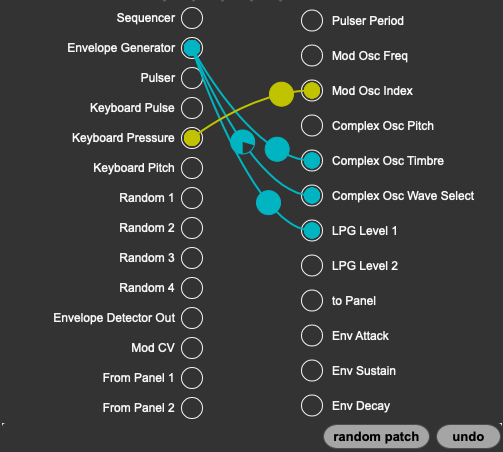 Sequencer
Pulser Period
Envelope Generator
Mod Osc Freq
Pulser
Mod Osc Index
Keyboard Pulse
Complex Osc Pitch
Keyboard Pressure
Complex Osc Timbre
Keyboard Pitch
Complex Osc Wave Select
Random 1
LPG Level 1
Random 2
LPG Level 2
Random 3
to Panel
Random 4
Env Attack
Envelope Detector Out
Env Sustain
Mod CV
Env Decay
From Panel 1
From Panel 2
random patch
undo